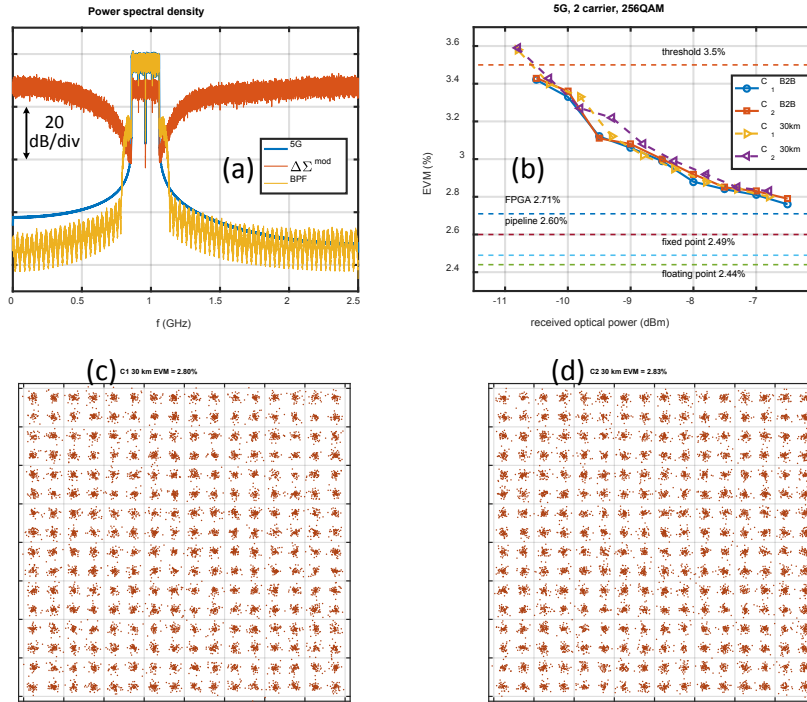 Power spectral density
20
dB/div
(a)
5G
ΔΣ mod
BPF
0
0.5
1
1.5
2
2.5
f (GHz)
5G, 2 carrier, 256QAM
3.6
3.4
3.2
3
2.8
2.6
2.4
EVM (%)
threshold 3.5%
C1 B2B
C2 B2B
C1 30km
C2 30km
(b)
FPGA 2.71%
pipeline 2.60%
fixed point 2.49%
floating point 2.44%
-11
-10
-9
-8
-7
received optical power (dBm)
(c) C1 30 km EVM = 2.80%
(d) C2 30 km EVM = 2.83%